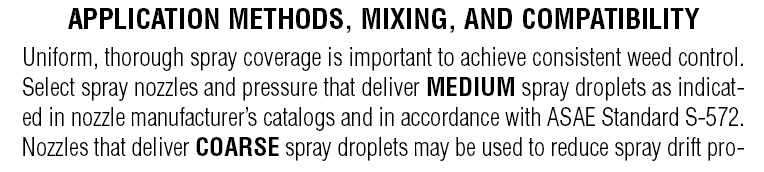 APPLICATION METHODS, MIXING, AND COMPATIBILITY
Uniform, thorough spray coverage is important to achieve consistent weed control.
Select spray nozzles and pressure that deliver MEDIUM spray droplets as indicat-
ed in nozzle manufacturer’s catalogs and in accordance with ASAE Standard S-572.
Nozzles that deliver COARSE spray droplets may be used to reduce spray drift pro-